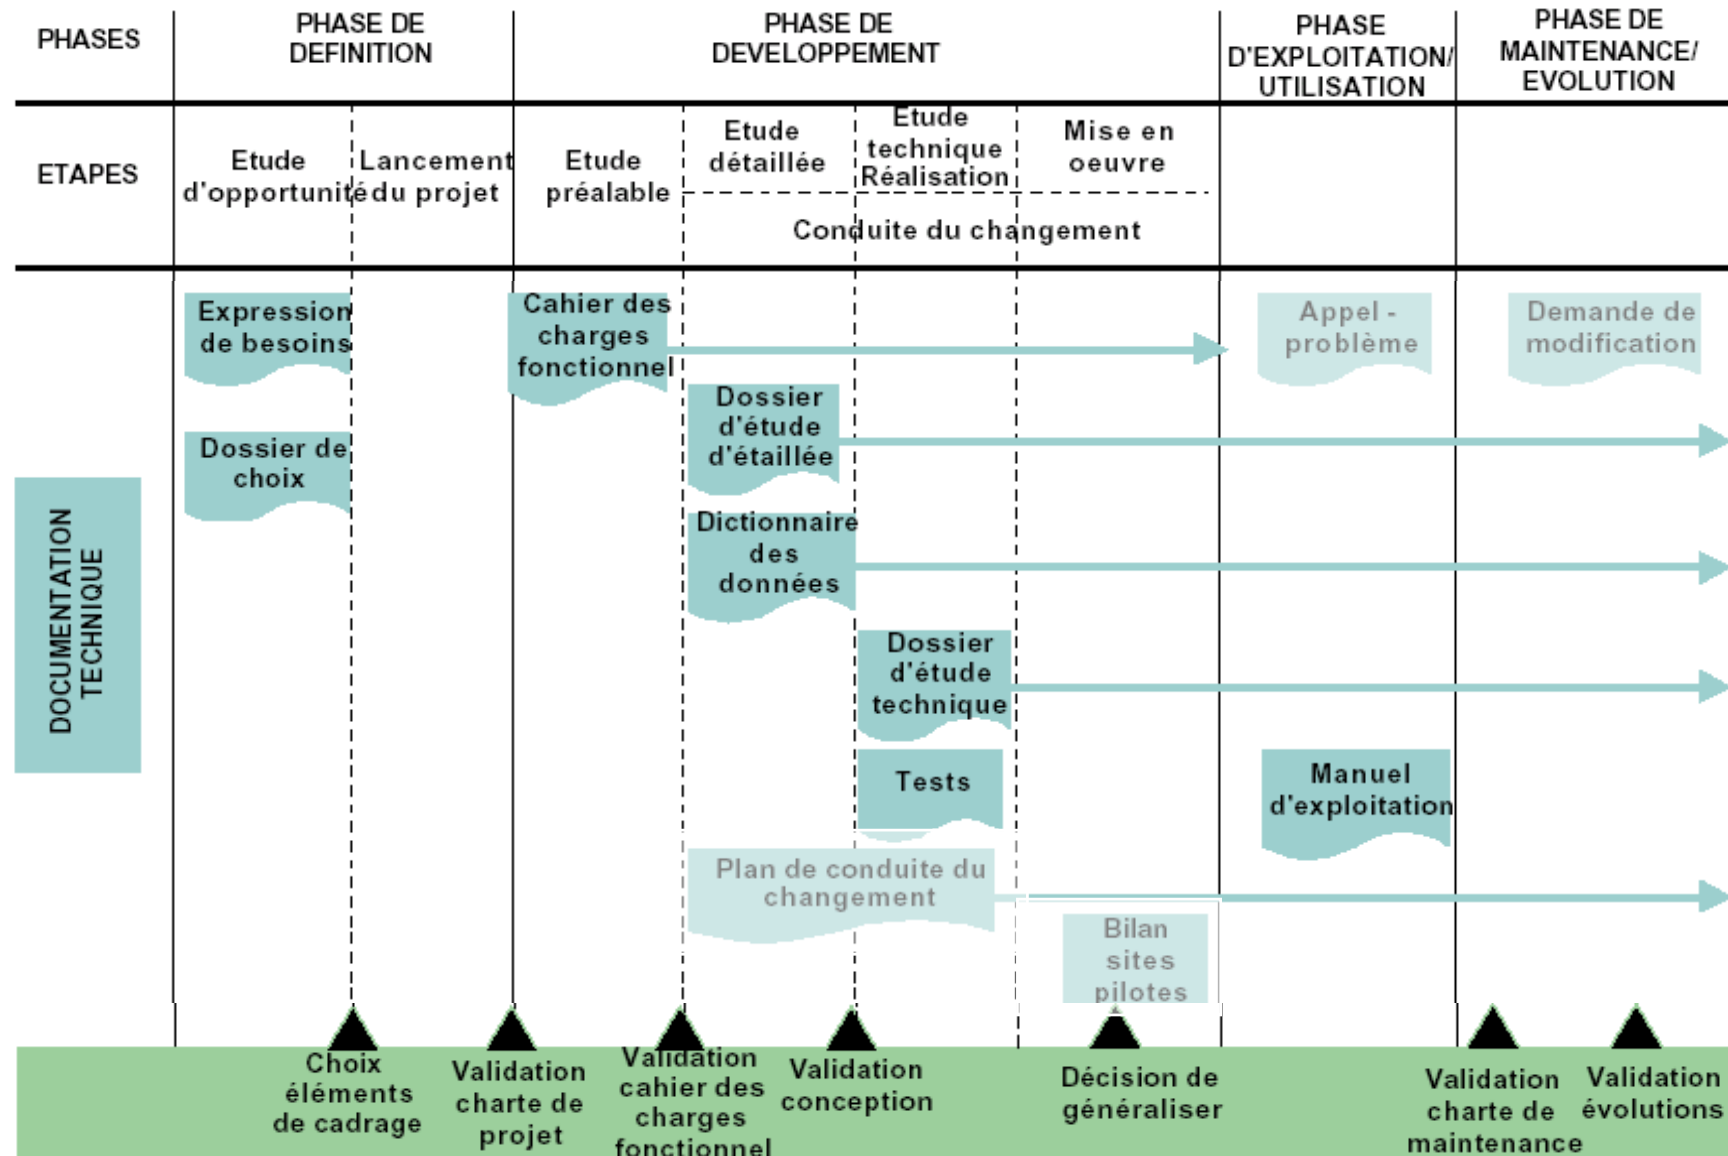 PHASES
PHASE DE
DEFINITION
PHASE DE
DEVELOPPEMENT
PHASE
D'EXPLOITATION/
UTILISATION
PHASE DE
MAINTENANCE/
EVOLUTION
ETAPES
Etude
d'opportunité
Lancement
du projet
Etude
préalable
Etude
détaillée
Etude
technique
Réalisation
Mise en
oeuvre
Conduite du changement
DOCUMENTATION
TECHNIQUE
Expression
de besoins
Dossier de
choix
Cahier des
charges
fonctionnel
Dossier
d'étude
d'étaillée
Dictionnaire
des
données
Dossier
d'étude
technique
Tests
Plan de conduite du
changement
Bilan
sites
pilotes
Appel -
problème
Manuel
d'exploitation
Demande de
modification
Choix
éléments
de cadrage
Validation
charte de
projet
Validation
cahier des
charges
fonctionnel
Validation
conception
Décision de
généraliser
Validation
charte de
maintenance
Validation
évolutions